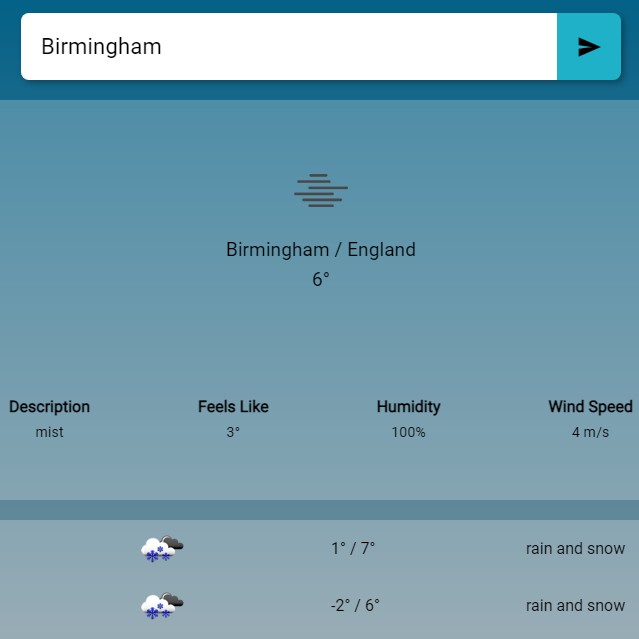 Birmingham
Birmingham / England
6°
Description Feels Like Humidity Wind Speed
mist 3° 100% 4 m/s
1° / 7° rain and snow
-2° / 6° rain and snow